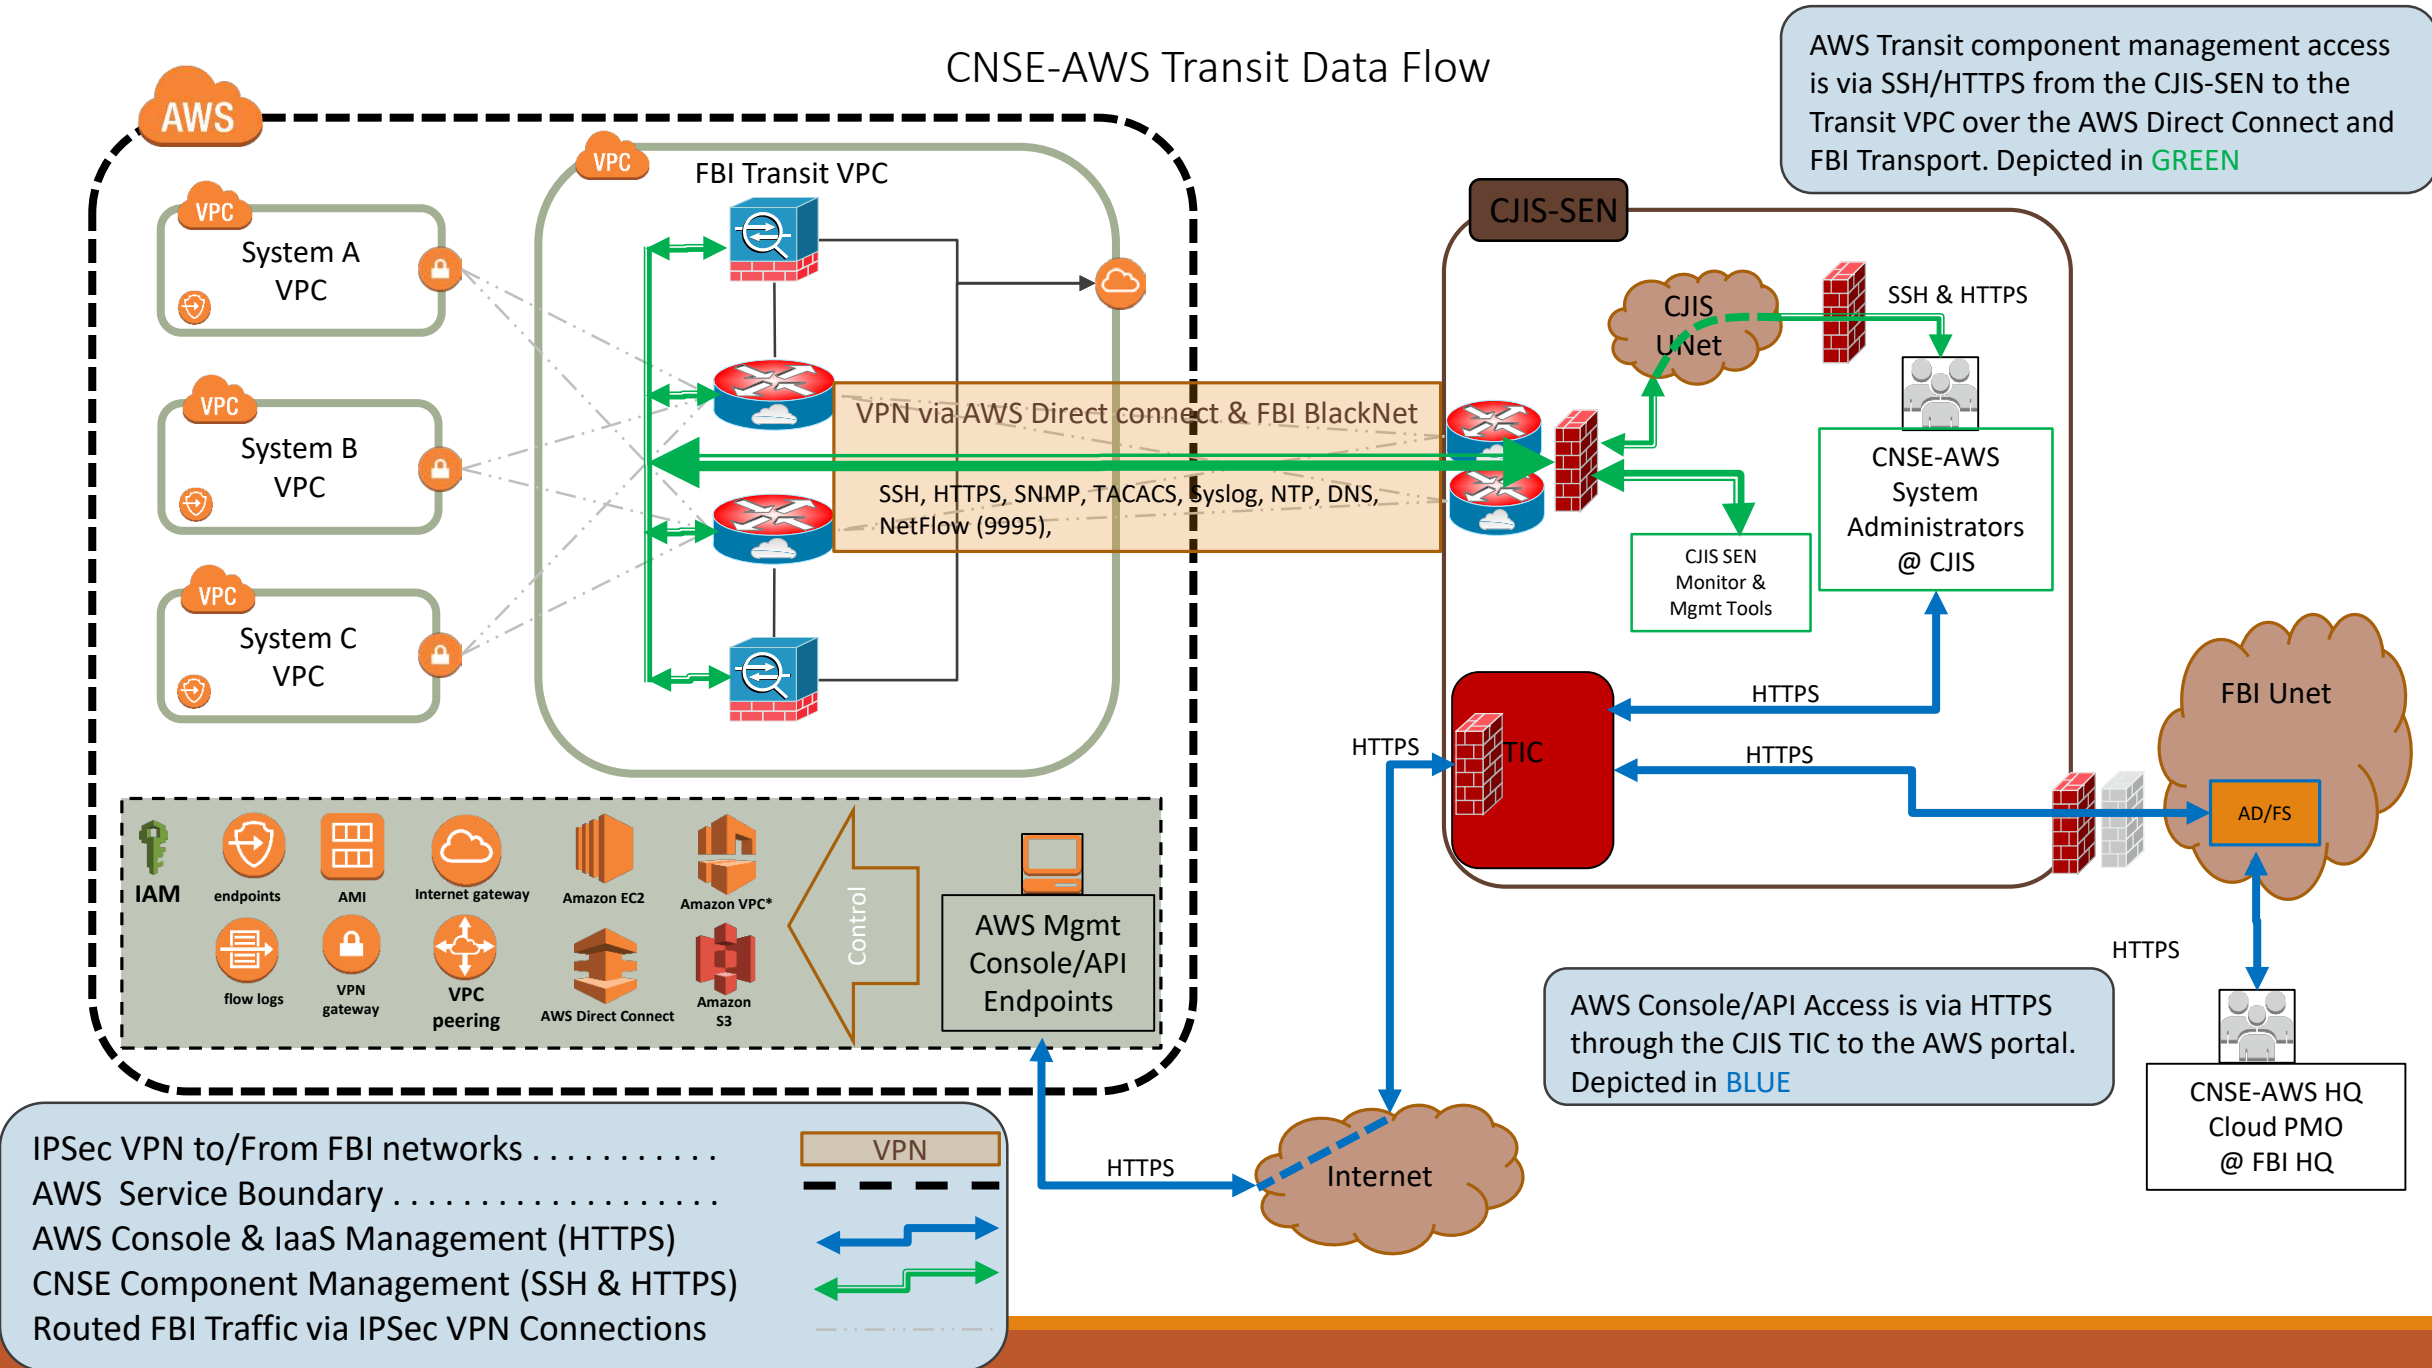 CNSE-AWS Transit Data Flow
AWS Transit component management access
is via SSH/HTTPS from the CJIS-SEN to the
Transit VPC over the AWS Direct Connect and
FBI Transport. Depicted in GREEN
AWS
VPC
FBI Transit VPC
VPC
System A
VPC
VPC
System B
VPC
VPC
System C
VPC
VPN via AWS Direct connect & FBI BlackNet
SSH, HTTPS, SNMP, TACACS, Syslog, NTP, DNS,
NetFlow (9995),
CJIS-SEN
CJIS
UNet
SSH & HTTPS
CNSE-AWS
System
Administrators
@ CJIS
CJIS SEN
Monitor &
Mgmt Tools
HTTPS
HTTPS
HTTPS
TIC
FBI Unet
AD/FS
HTTPS
CNSE-AWS HQ
Cloud PMO
@ FBI HQ
IAM
endpoints
AMI
Internet gateway
Amazon EC2
Amazon VPC*
flow logs
VPN
gateway
VPC
peering
AWS Direct Connect
Amazon
S3
Control
AWS Mgmt
Console/API
Endpoints
AWS Console/API Access is via HTTPS
through the CJIS TIC to the AWS portal.
Depicted in BLUE
HTTPS
Internet
IPSec VPN to/From FBI networks . . . . . . . . . . .
VPN
AWS  Service Boundary . . . . . . . . . . . . . . . . . . .
AWS Console & IaaS Management (HTTPS)
CNSE Component Management (SSH & HTTPS)
Routed FBI Traffic via IPSec VPN Connections